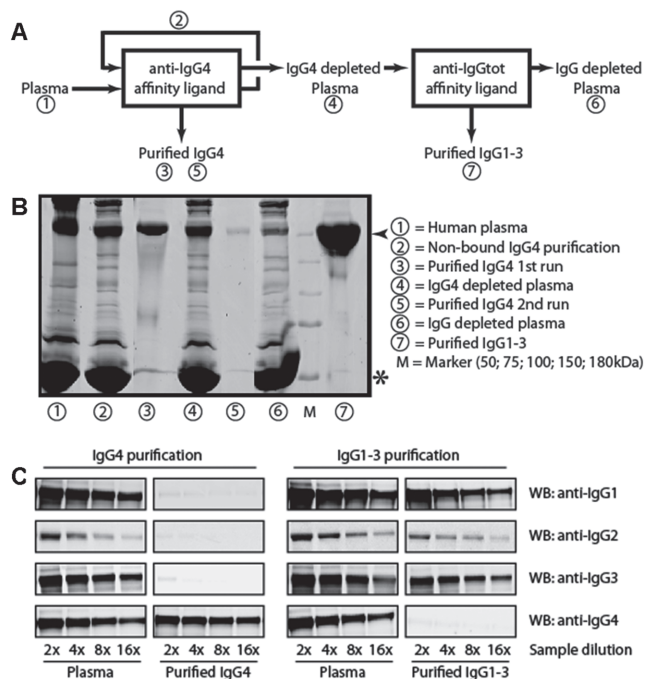 A
②
Plasma
①
anti-IgG4
affinity ligand
IgG4 depleted
Plasma
④
anti-IgGtot
affinity ligand
IgG depleted
Plasma
⑥
Purified IgG4
③ ⑤
Purified IgG1-3
⑦
B
① = Human plasma
② = Non-bound IgG4 purification
③ = Purified IgG4 1st run
④ = IgG4 depleted plasma
⑤ = Purified IgG4 2nd run
⑥ = IgG depleted plasma
⑦ = Purified IgG1-3
M = Marker (50; 75; 100; 150; 180kDa)
*
① ② ③ ④ ⑤ ⑥ M ⑦
C
IgG4 purification IgG1-3 purification
WB: anti-IgG1
WB: anti-IgG2
WB: anti-IgG3
WB: anti-IgG4
2x 4x 8x 16x 2x 4x 8x 16x 2x 4x 8x 16x 2x 4x 8x 16x Sample dilution
Plasma Purified IgG4 Plasma Purified IgG1-3